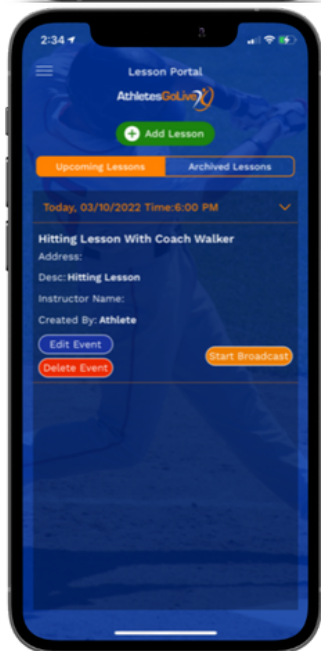 2:34
Lesson Portal
AthletesGoLive
Add Lesson
Upcoming Lessons
Archived Lessons
Today, 03/10/2022 Time:6:00 PM
Hitting Lesson With Coach Walker
Address:
Desc: Hitting Lesson
Instructor Name:
Created By: Athlete
Edit Event
Start Broadcast
Delete Event